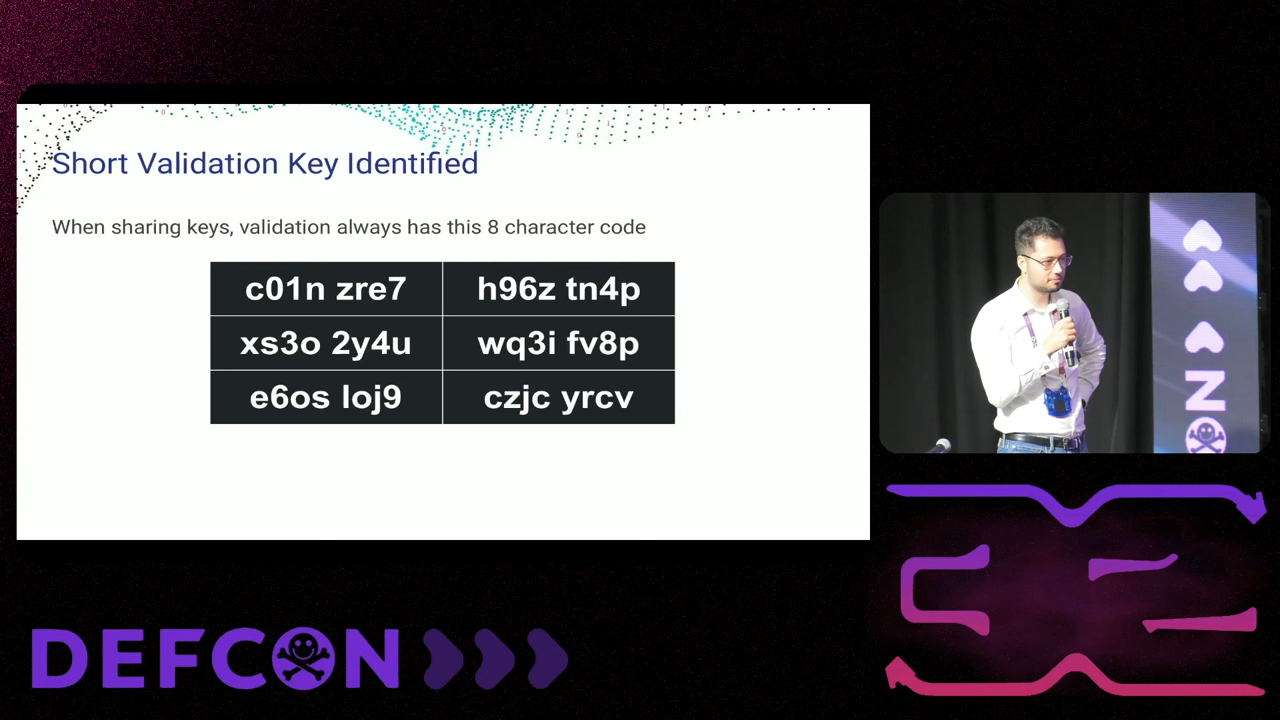 Short Validation Key Identified
When sharing keys, validation always has this 8 character code
c01n zre7 h96z tn4p
xs3o 2y4u wq3i fv8p
e6os loj9 czjc yrcv
DEFCON